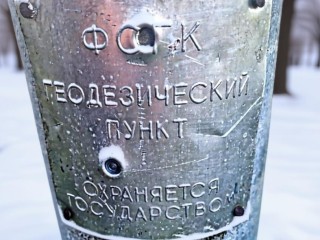 ФСГК
ГЕОДЕЗИЧЕСКИЙ
ПУНКТ
ОХРАНЯЕТСЯ
ГОСУДАРСТВОМ